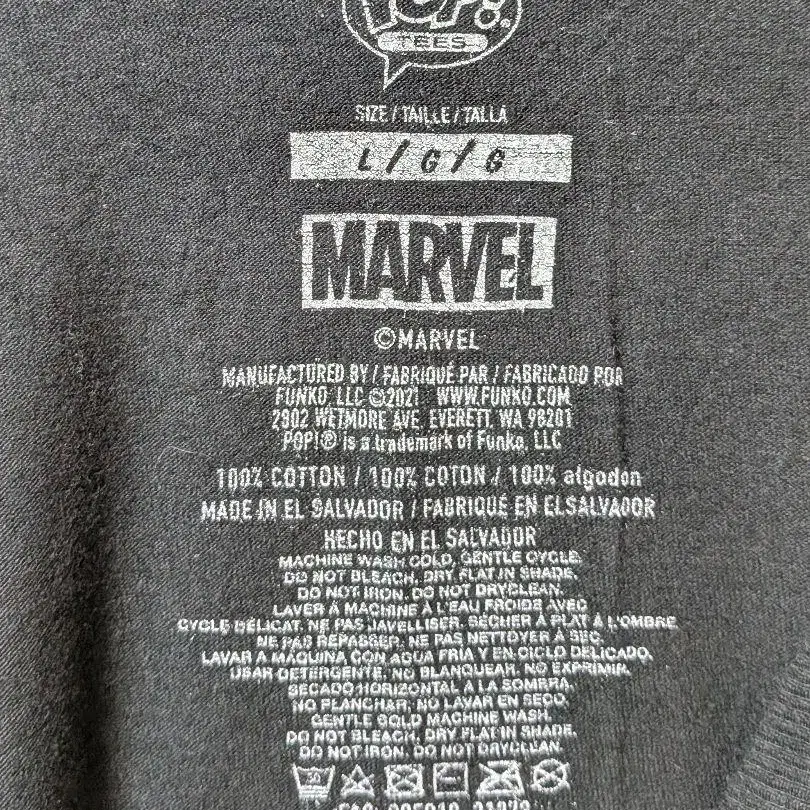 POP!
TEES
SIZE / TAILLE / TALLA
L / G / G
MARVEL
©MARVEL
MANUFACTURED BY / FABRIQUÉ PAR / FABRICADO POR
FUNKO, LLC ©2021 WWW.FUNKO.COM
2802 WETMORE AVE. EVERETT, WA 98201
POP!® is a trademark of Funko, LLC
100% COTTON / 100% COTON / 100% algodon
MADE IN EL SALVADOR / FABRIQUÉ EN EL SALVADOR
HECHO EN EL SALVADOR
MACHINE WASH COLD, GENTLE CYCLE.
DO NOT BLEACH. DRY FLAT IN SHADE.
DO NOT IRON. DO NOT DRYCLEAN.
LAVER À MACHINE À L'EAU FROIDE AVEC
CYCLE DÉLICAT. NE PAS JAVELLISER. SÉCHER À PLAT À L'OMBRE.
NE PAS REPASSER. NE PAS NETTOYER À SEC.
LAVAR A MÁQUINA CON AGUA FRIA Y EN CICLO DELICADO.
USAR DETERGENTE, NO BLANQUEAR. NO EXPRIMIR.
SECADO HORIZONTAL A LA SOMBRA.
NO PLANCHAR, NO LAVAR EN SECO.
GENTLE COLD MACHINE WASH.
DO NOT BLEACH, DRY FLAT IN SHADE.
DO NOT IRON. DO NOT DRYCLEAN.
30